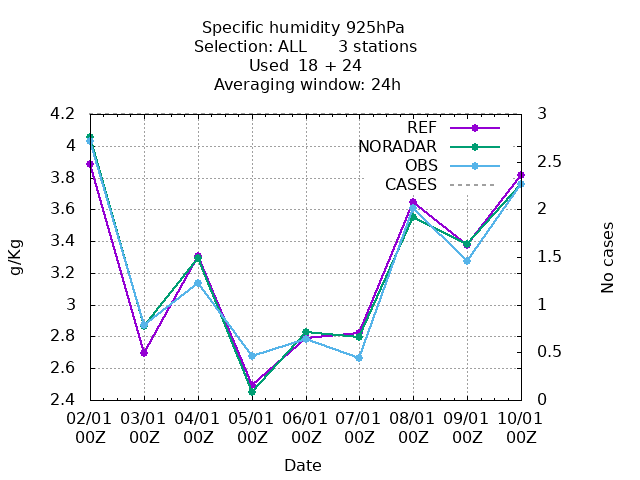 Specific humidity 925hPa
Selection: ALL      3 stations
Used  18 + 24
Averaging window: 24h
g/Kg
4.2
4
3.8
3.6
3.4
3.2
3
2.8
2.6
2.4
REF
NORADAR
OBS
CASES
3
2.5
2
1.5
1
0.5
0
No cases
02/01 03/01 04/01 05/01 06/01 07/01 08/01 09/01 10/01
00Z 00Z 00Z 00Z 00Z 00Z 00Z 00Z 00Z
Date